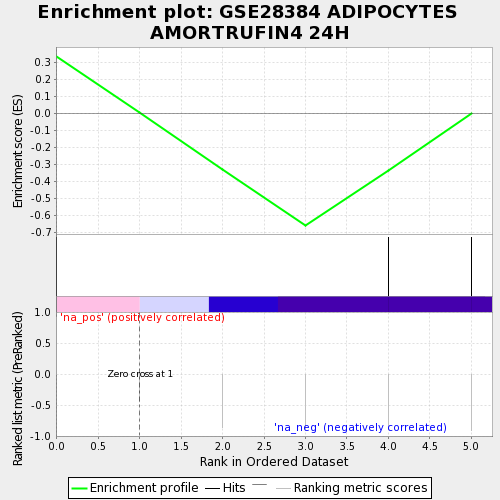 Enrichment plot: GSE28384 ADIPOCYTES
AMORTRUFIN4 24H
Enrichment score (ES)
0.3
0.2
0.1
0.0
-0.1
-0.2
-0.3
-0.4
-0.5
-0.6
-0.7
Ranked list metric (PreRanked)
1.0
0.5
0.0
-0.5
-1.0
'na_pos' (positively correlated)
Zero cross at 1
'na_neg' (negatively correlated)
0.0 0.5 1.0 1.5 2.0 2.5 3.0 3.5 4.0 4.5 5.0
Rank in Ordered Dataset
Enrichment profile Hits Ranking metric scores